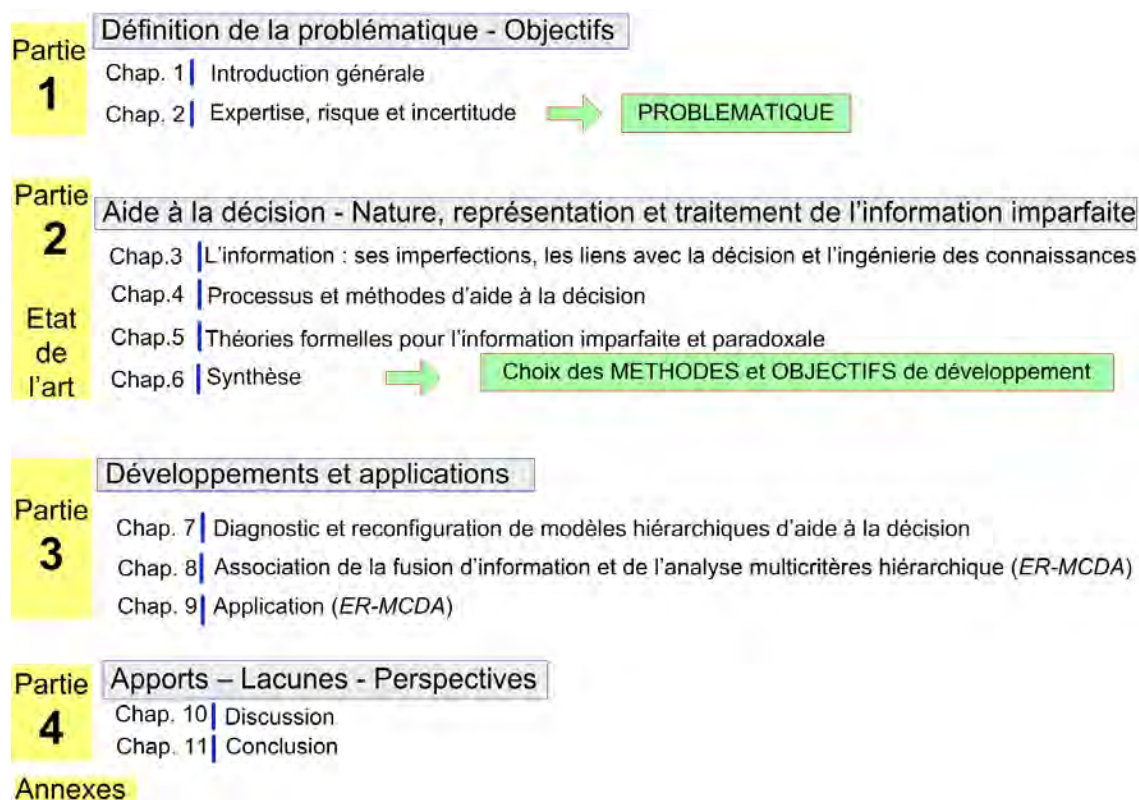 Partie
1
Définition de la problématique - Objectifs
Chap. 1 Introduction générale
Chap. 2 Expertise, risque et incertitude
PROBLEMATIQUE
Partie
2
Etat
de
l'art
Aide à la décision - Nature, représentation et traitement de l'information imparfaite
Chap.3 L'information : ses imperfections, les liens avec la décision et l'ingénierie des connaissances
Chap.4 Processus et méthodes d'aide à la décision
Chap.5 Théories formelles pour l'information imparfaite et paradoxale
Chap.6 Synthèse
Choix des METHODES et OBJECTIFS de développement
Partie
3
Développements et applications
Chap. 7 Diagnostic et reconfiguration de modèles hiérarchiques d'aide à la décision
Chap. 8 Association de la fusion d'information et de l'analyse multicritères hiérarchique (ER-MCDA)
Chap. 9 Application (ER-MCDA)
Partie
4
Apports – Lacunes - Perspectives
Chap. 10 Discussion
Chap. 11 Conclusion
Annexes